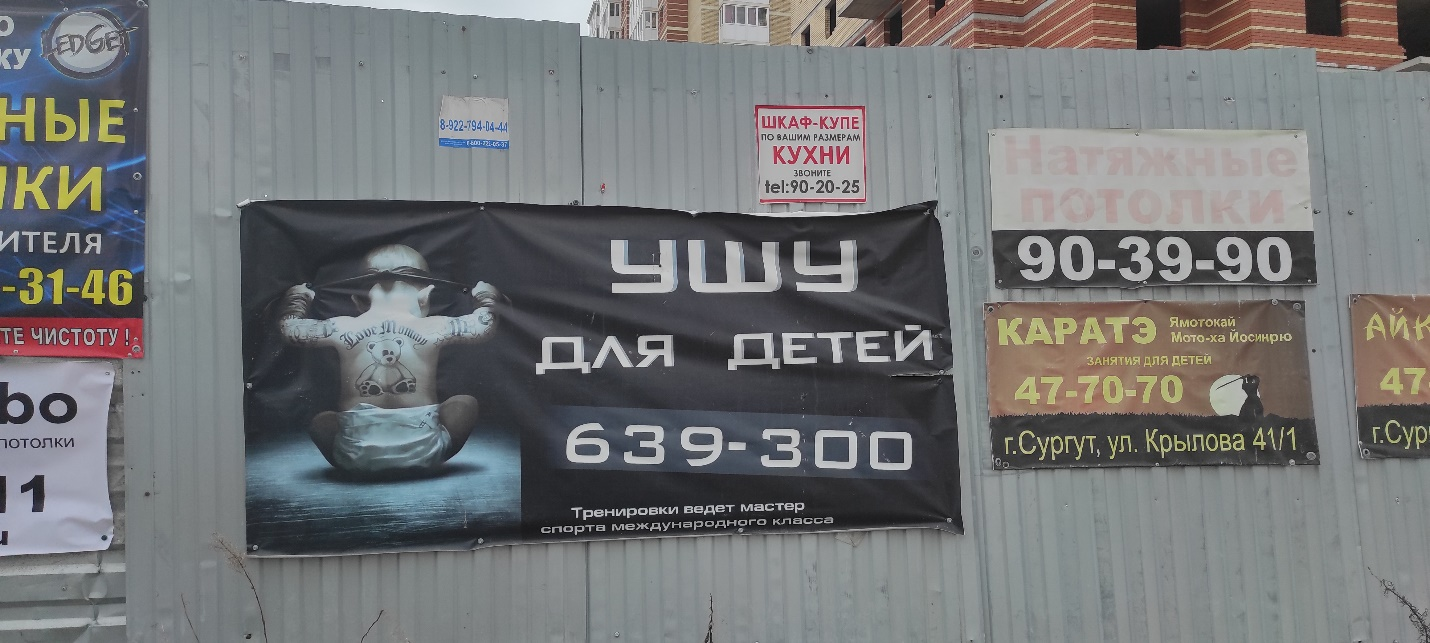 LEDGET
НЫЕ
ИТЕЛЯ
-31-46
ТЕ ЧИСТОТУ!
bo
ПОТОЛКИ
11
8-922-794-04-44
ШКАФ-КУПЕ
ПО ВАШИМ РАЗМЕРАМ
КУХНИ
ЗВОНИТЕ
tel:90-20-25
Love Mommy
УШУ
ДЛЯ ДЕТЕЙ
639-300
Тренировки ведет мастер
спорта международного класса
Натяжные
потолки
90-39-90
КАРАТЭ
Ямотокай
Мото-ха Йосинрю
ЗАНЯТИЯ ДЛЯ ДЕТЕЙ
47-70-70
г.Сургут, ул. Крылова 41/1
АЙК
47-
г.Сур